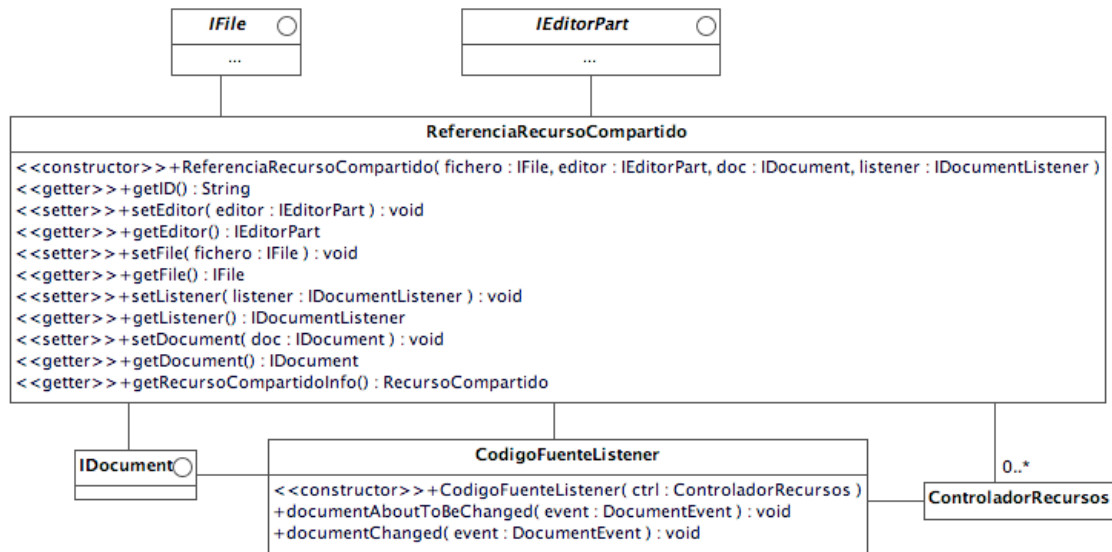 IFile
...
IEditorPart
...
ReferenciaRecursoCompartido
<<constructor>>+ReferenciaRecursoCompartido( fichero : IFile, editor : IEditorPart, doc : IDocument, listener : IDocumentListener )
<<getter>>+getID() : String
<<setter>>+setEditor( editor : IEditorPart ) : void
<<getter>>+getEditor() : IEditorPart
<<setter>>+setFile( fichero : IFile ) : void
<<getter>>+getFile() : IFile
<<setter>>+setListener( listener : IDocumentListener ) : void
<<getter>>+getListener() : IDocumentListener
<<setter>>+setDocument( doc : IDocument ) : void
<<getter>>+getDocument() : IDocument
<<getter>>+getRecursoCompartidoInfo() : RecursoCompartido
IDocument
CodigoFuenteListener
<<constructor>>+CodigoFuenteListener( ctrl : ControladorRecursos )
+documentAboutToBeChanged( event : DocumentEvent ) : void
+documentChanged( event : DocumentEvent ) : void
0..*
ControladorRecursos